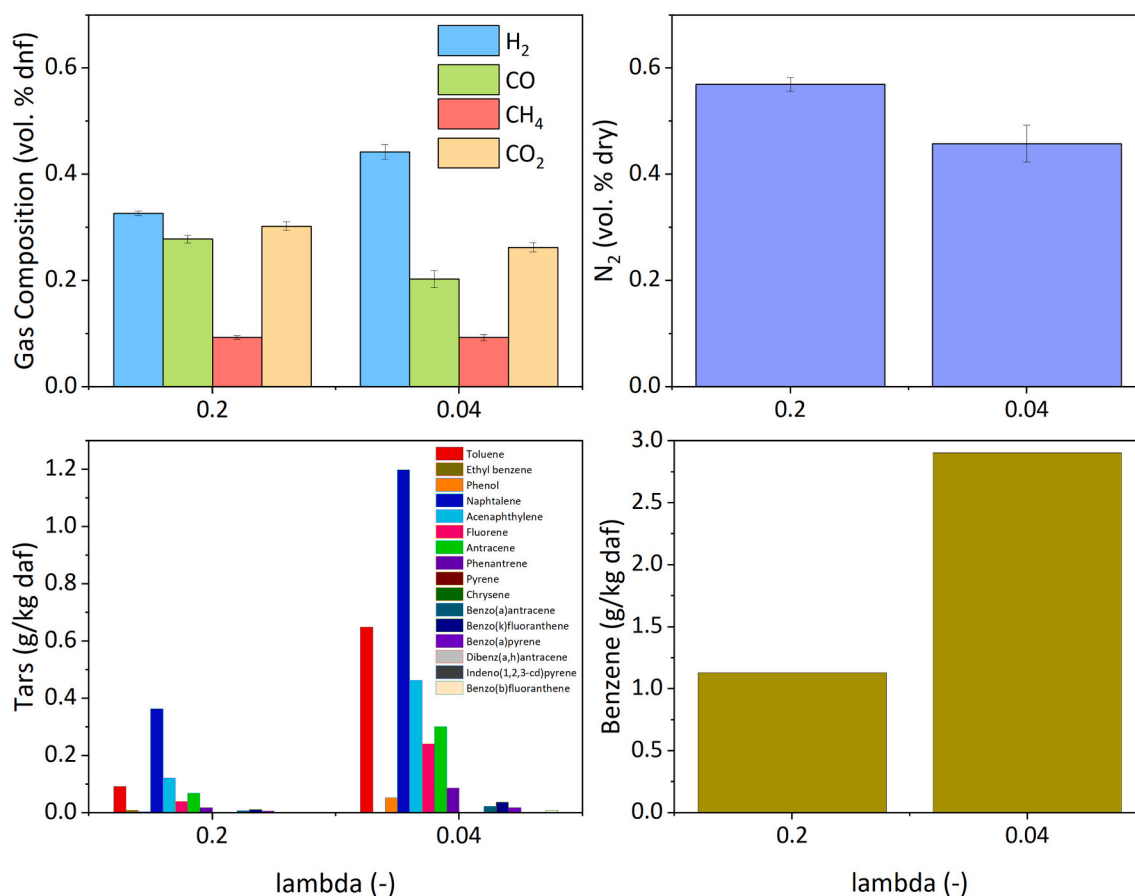 Gas Composition (vol. % dnf)
0.6
0.4
0.2
0.0
H₂
CO
CH₄
CO₂
0.2
0.04
N₂ (vol. % dry)
0.6
0.4
0.2
0.0
0.2
0.04
Tars (g/kg daf)
1.2
1.0
0.8
0.6
0.4
0.2
0.0
Toluene
Ethyl benzene
Phenol
Naphtalene
Acenaphthylene
Fluorene
Antracene
Phenantrene
Pyrene
Chrysene
Benzo(a)antracene
Benzo(k)fluoranthene
Benzo(a)pyrene
Dibenz(a,h)antracene
Indeno(1,2,3-cd)pyrene
Benzo(b)fluoranthene
0.2
0.04
lambda (-)
Benzene (g/kg daf)
3.0
2.5
2.0
1.5
1.0
0.5
0.0
0.2
0.04
lambda (-)